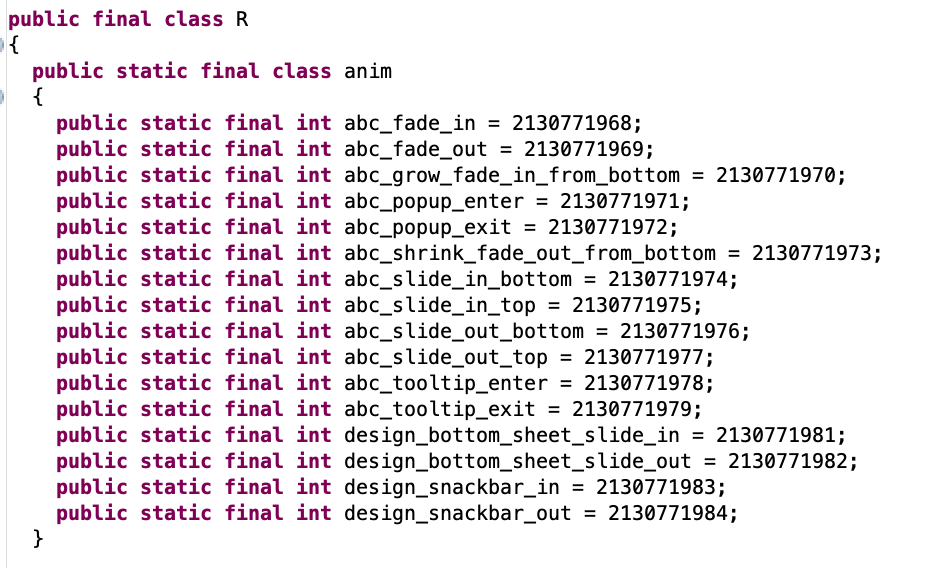 public final class R
{
  public static final class anim
  {
    public static final int abc_fade_in = 2130771968;
    public static final int abc_fade_out = 2130771969;
    public static final int abc_grow_fade_in_from_bottom = 2130771970;
    public static final int abc_popup_enter = 2130771971;
    public static final int abc_popup_exit = 2130771972;
    public static final int abc_shrink_fade_out_from_bottom = 2130771973;
    public static final int abc_slide_in_bottom = 2130771974;
    public static final int abc_slide_in_top = 2130771975;
    public static final int abc_slide_out_bottom = 2130771976;
    public static final int abc_slide_out_top = 2130771977;
    public static final int abc_tooltip_enter = 2130771978;
    public static final int abc_tooltip_exit = 2130771979;
    public static final int design_bottom_sheet_slide_in = 2130771981;
    public static final int design_bottom_sheet_slide_out = 2130771982;
    public static final int design_snackbar_in = 2130771983;
    public static final int design_snackbar_out = 2130771984;
  }